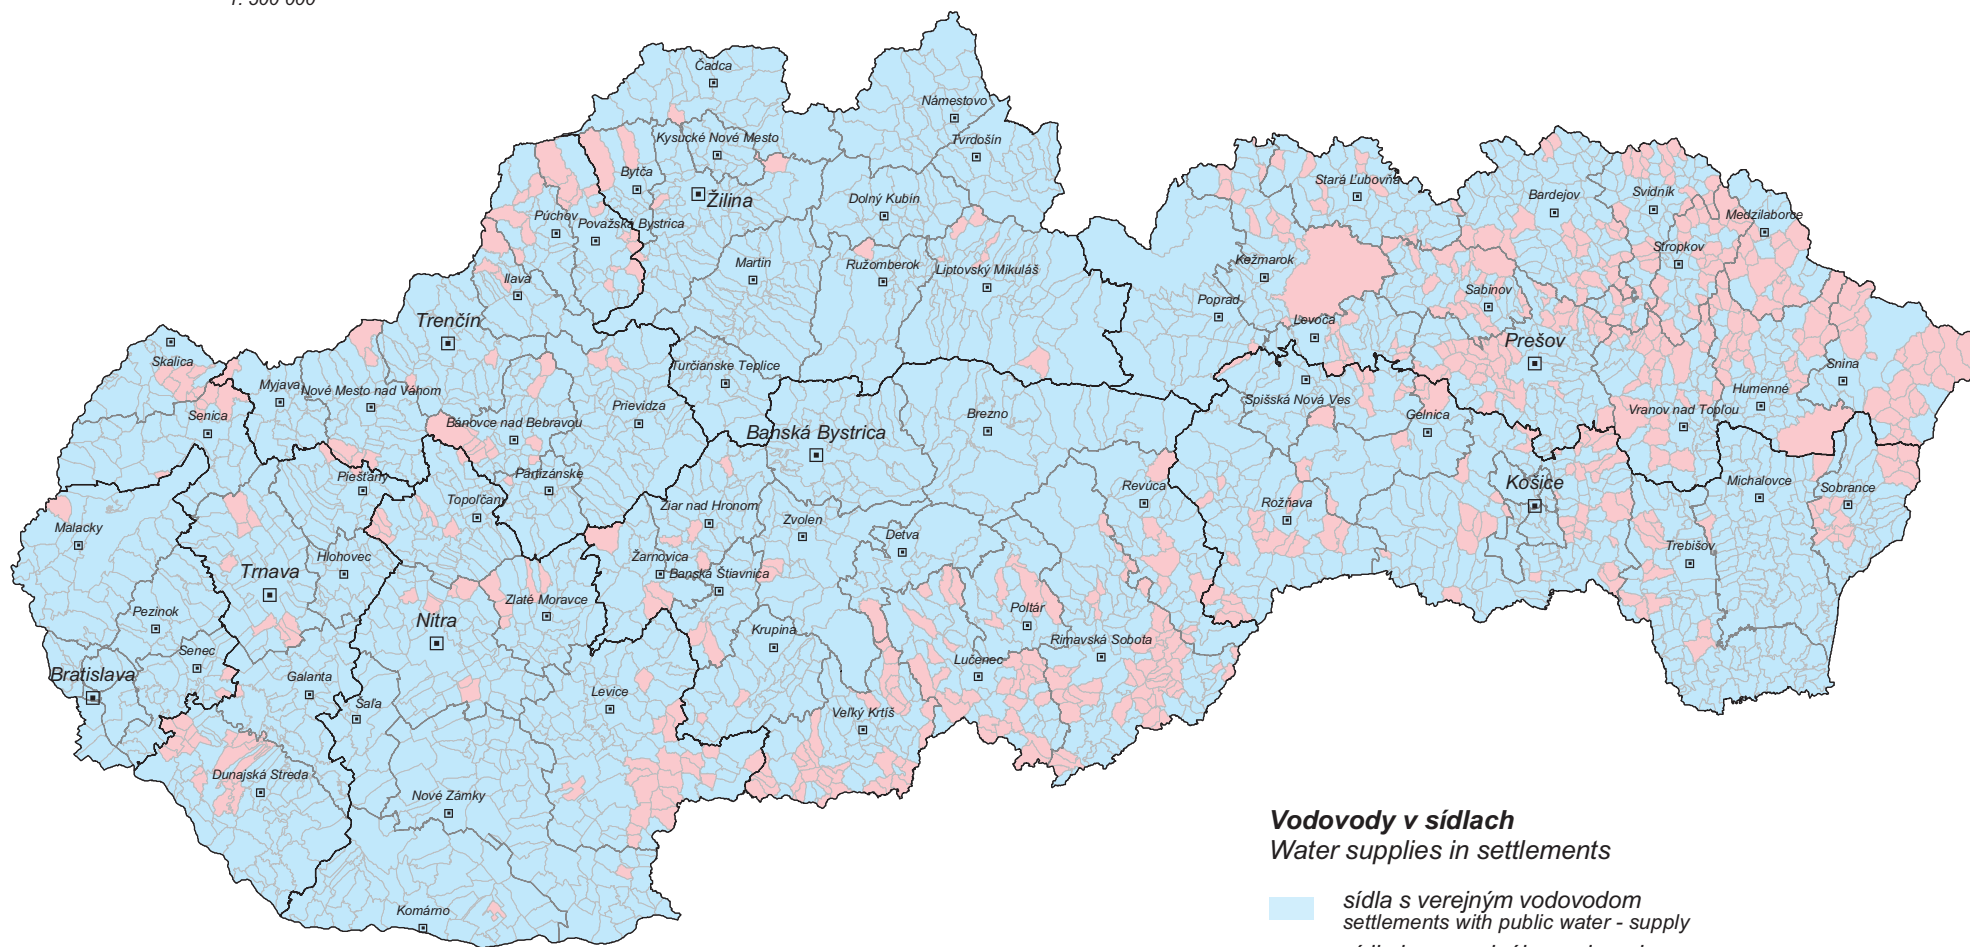 Čadca
Námestovo
Kysucké Nové Mesto
Tvrdošín
Bytča
Stará Ľubovňa
Žilina
Dolný Kubín
Bardejov
Svidník
Púchov
Považská Bystrica
Medzilaborce
Stropkov
Martin
Ružomberok
Liptovský Mikuláš
Kežmarok
Ilava
Poprad
Sabinov
Trenčín
Levoča
Prešov
Skalica
Turčianske Teplice
Snina
Myjava
Nové Mesto nad Váhom
Prievidza
Brezno
Spišská Nová Ves
Humenné
Senica
Bánovce nad Bebravou
Banská Bystrica
Gelnica
Vranov nad Topľou
Piešťany
Partizánske
Topoľčany
Revúca
Košice
Michalovce
Sobrance
Malacky
Žiar nad Hronom
Zvolen
Rožňava
Detva
Hlohovec
Žarnovica
Trebišov
Trnava
Banská Štiavnica
Zlaté Moravce
Poltár
Pezinok
Nitra
Krupina
Rimavská Sobota
Senec
Lučenec
Bratislava
Galanta
Levice
Šaľa
Veľký Krtíš
Dunajská Streda
Nové Zámky
Komárno
Vodovody v sídlach
Water supplies in settlements
sídla s verejným vodovodom
settlements with public water - supply